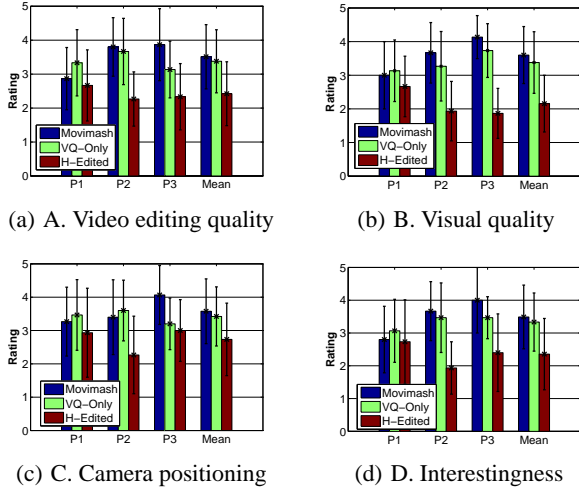 5
4
3
2
1
0
Rating
Movimash
VQ−Only
H−Edited
P1 P2 P3 Mean
(a) A. Video editing quality
5
4
3
2
1
0
Rating
Movimash
VQ−Only
H−Edited
P1 P2 P3 Mean
(b) B. Visual quality
5
4
3
2
1
0
Rating
Movimash
VQ−Only
H−Edited
P1 P2 P3 Mean
(c) C. Camera positioning
5
4
3
2
1
0
Rating
Movimash
VQ−Only
H−Edited
P1 P2 P3 Mean
(d) D. Interestingness